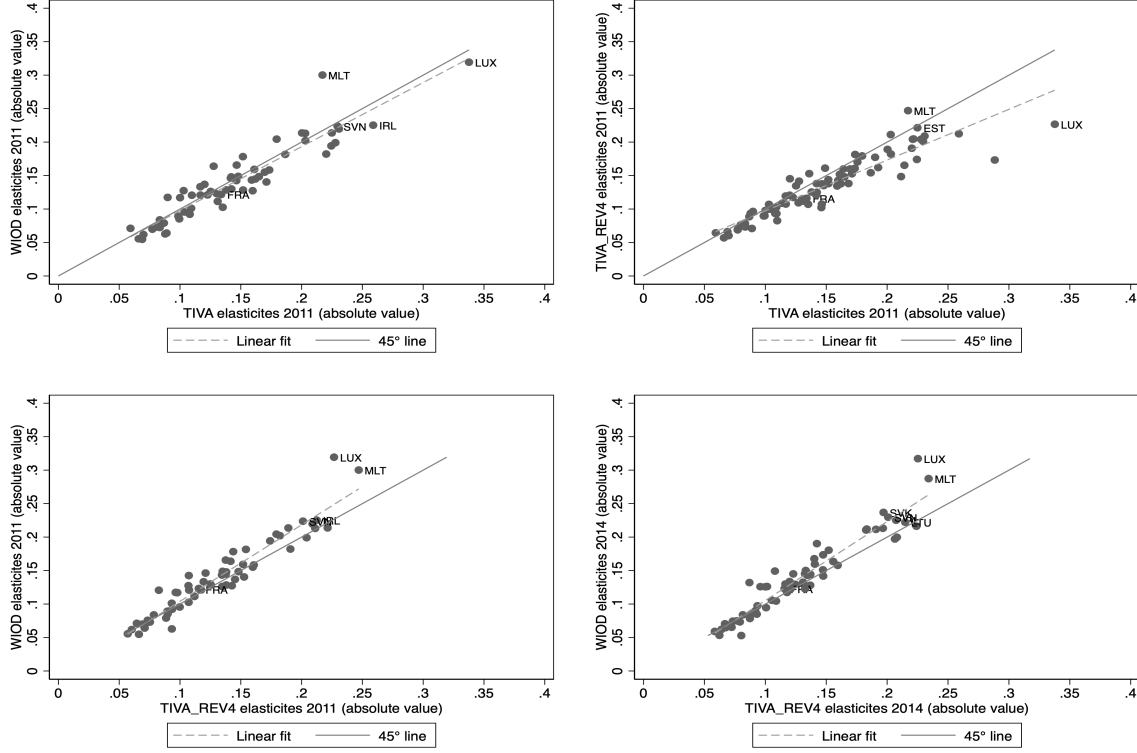 WIOD elasticites 2011 (absolute value)
.4
.35
.3
.25
.2
.15
.1
.05
0
LUX
MLT
SVN
IRL
FRA
0
.05
.1
.15
.2
.25
.3
.35
.4
TIVA elasticites 2011 (absolute value)
Linear fit
45° line
TIVA_REV4 elasticites 2011 (absolute value)
.4
.35
.3
.25
.2
.15
.1
.05
0
MLT
EST
LUX
FRA
0
.05
.1
.15
.2
.25
.3
.35
.4
TIVA elasticites 2011 (absolute value)
Linear fit
45° line
WIOD elasticites 2011 (absolute value)
.4
.35
.3
.25
.2
.15
.1
.05
0
LUX
MLT
SVN
IRL
FRA
0
.05
.1
.15
.2
.25
.3
.35
.4
TIVA_REV4 elasticites 2011 (absolute value)
Linear fit
45° line
WIOD elasticites 2014 (absolute value)
.4
.35
.3
.25
.2
.15
.1
.05
0
LUX
MLT
SVK
FRA
0
.05
.1
.15
.2
.25
.3
.35
.4
TIVA_REV4 elasticites 2014 (absolute value)
Linear fit
45° line